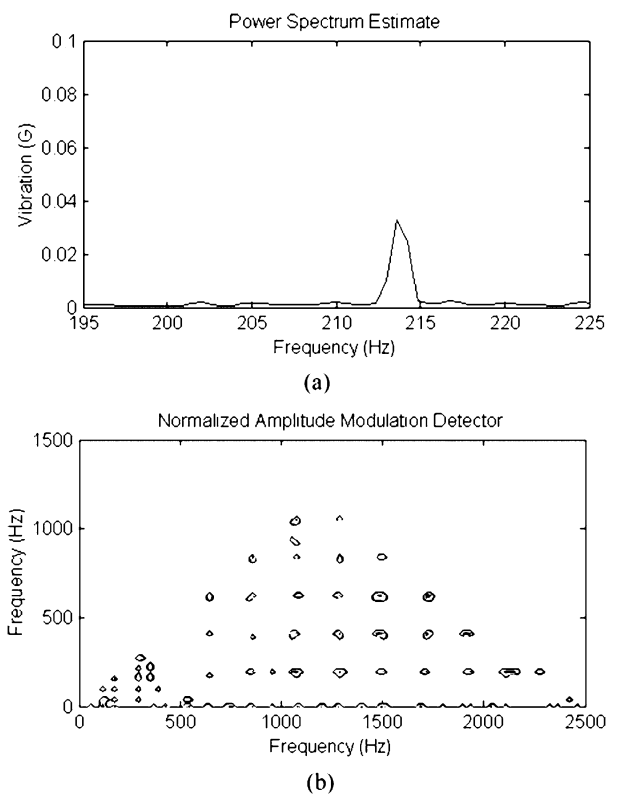 Power Spectrum Estimate
0 1
0.08
0.06
0.04
0.02
0
Vibration (G)
195 200 205 210 215 220 225
Frequency (Hz)
(a)
Normalized Amplitude Modulation Detector
1500
1000
500
0
Frequency (Hz)
0 500 1000 1500 2000 2500
Frequency (Hz)
(b)